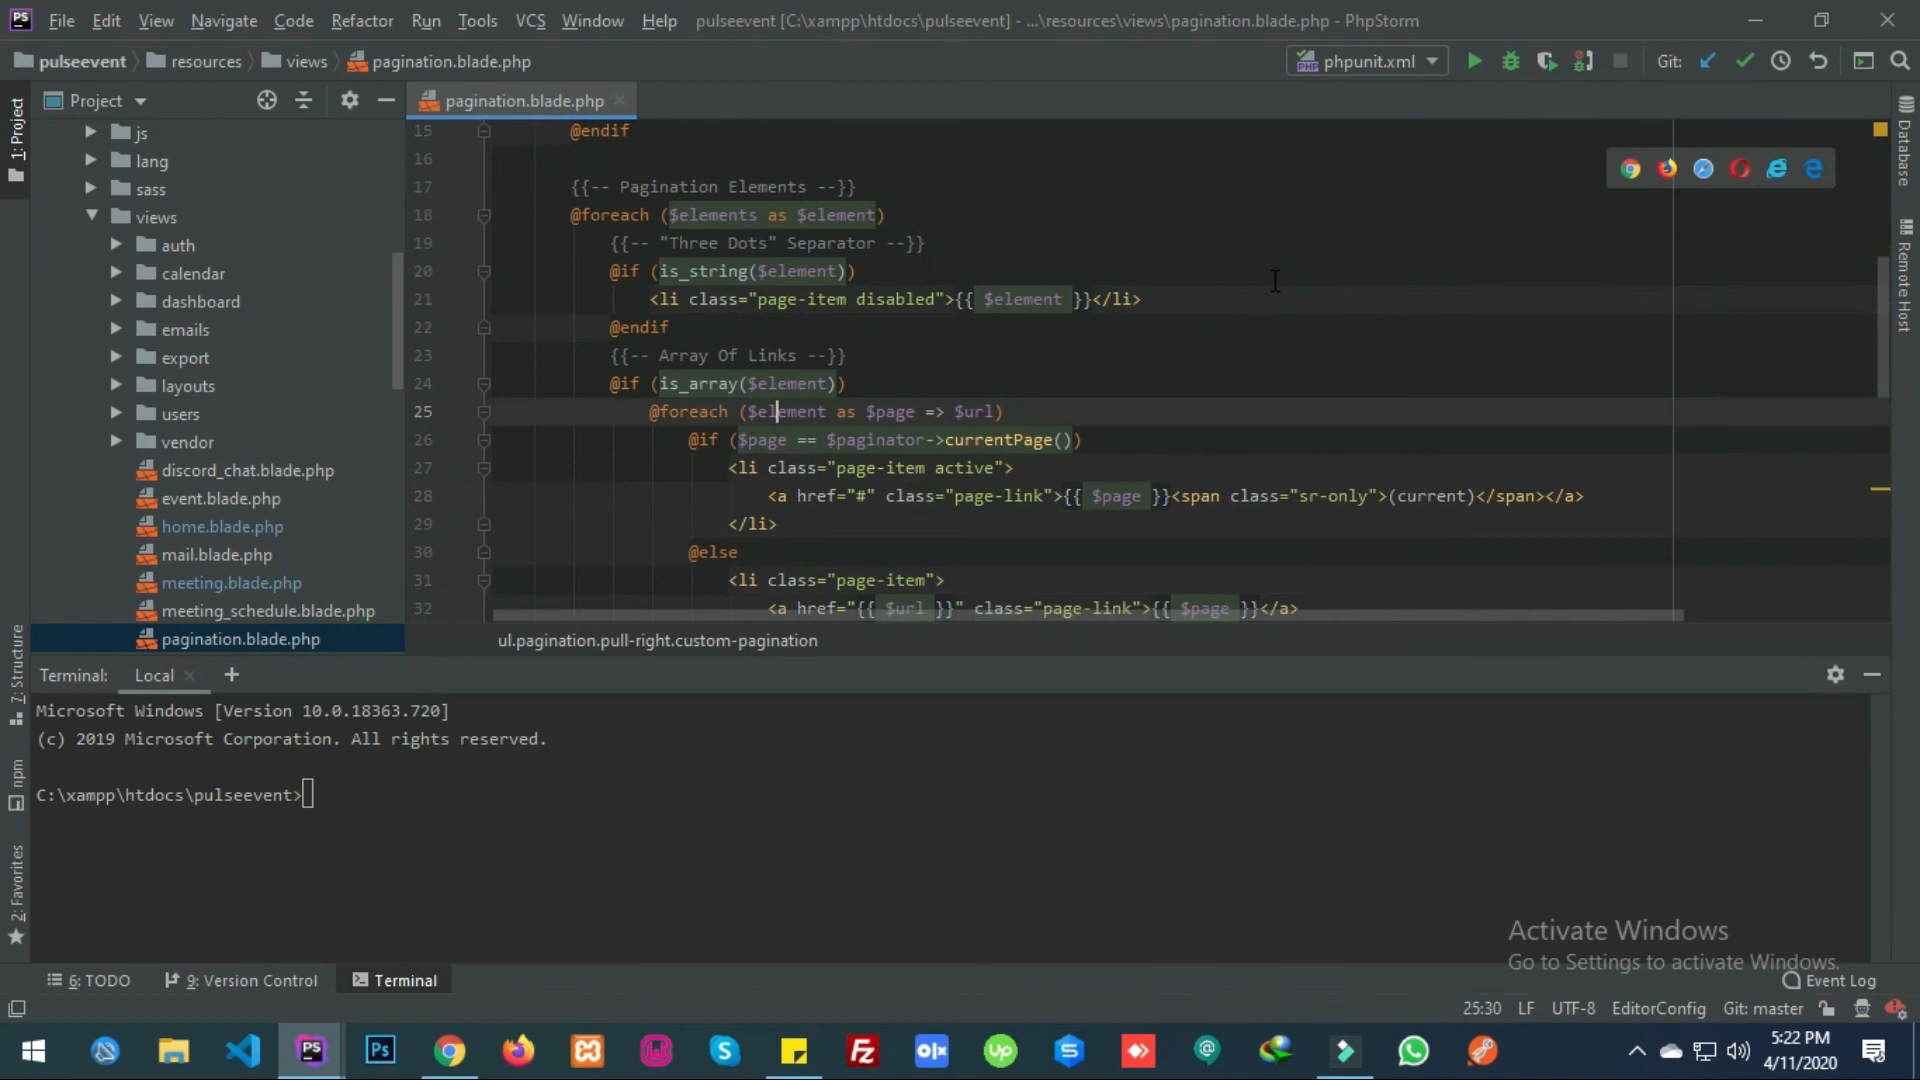 PS File Edit View Navigate Code Refactor Run Tools VCS Window Help pulseevent [C:\xampp\htdocs\pulseevent] - ...\resources\views\pagination.blade.php - PhpStorm
pulseevent resources views pagination.blade.php phpunit.xml Git:
Project pagination.blade.php
1: Project
js
lang
sass
views
auth
calendar
dashboard
emails
export
layouts
users
vendor
discord_chat.blade.php
event.blade.php
home.blade.php
mail.blade.php
meeting.blade.php
meeting_schedule.blade.php
pagination.blade.php
15 @endif
16
17 {{-- Pagination Elements --}}
18 @foreach ($elements as $element)
19 {{-- "Three Dots" Separator --}}
20 @if (is_string($element))
21 <li class="page-item disabled">{{ $element }}</li>
22 @endif
23 {{-- Array Of Links --}}
24 @if (is_array($element))
25 @foreach ($element as $page => $url)
26 @if ($page == $paginator->currentPage())
27 <li class="page-item active">
28 <a href="#" class="page-link">{{ $page }}<span class="sr-only">(current)</span></a>
29 </li>
30 @else
31 <li class="page-item">
32 <a href="{{ $url }}" class="page-link">{{ $page }}</a>
ul.pagination.pull-right.custom-pagination
Database
Remote Host
7: Structure
npm
2: Favorites
Terminal: Local
Microsoft Windows [Version 10.0.18363.720]
(c) 2019 Microsoft Corporation. All rights reserved.
C:\xampp\htdocs\pulseevent>
Activate Windows
Go to Settings to activate Windows.
6: TODO 9: Version Control Terminal Event Log
25:30 LF UTF-8 EditorConfig Git: master
PS Ps S Fz olx Up S
5:22 PM
4/11/2020